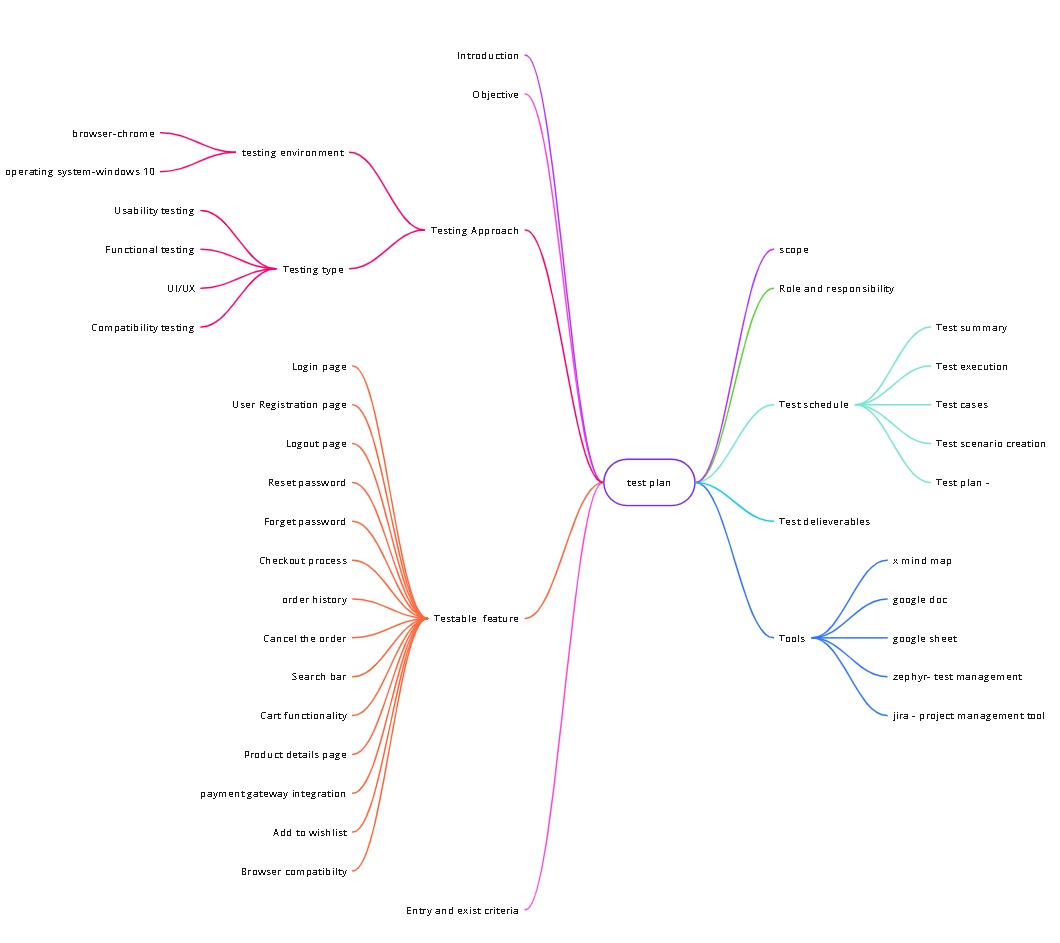 Introduction
Objective
browser-chrome
testing environment
operating system-windows 10
Usability testing
Testing Approach
Functional testing
Testing type
UI/UX
Compatibility testing
Login page
User Registration page
Logout page
Reset password
Forget password
Checkout process
order history
Testable feature
Cancel the order
Search bar
Cart functionality
Product details page
payment gateway integration
Add to wishlist
Browser compatibilty
Entry and exist criteria
test plan
scope
Role and responsibility
Test summary
Test execution
Test schedule
Test cases
Test scenario creation
Test plan -
Test delieverables
x mind map
google doc
Tools
google sheet
zephyr- test management
jira - project management tool